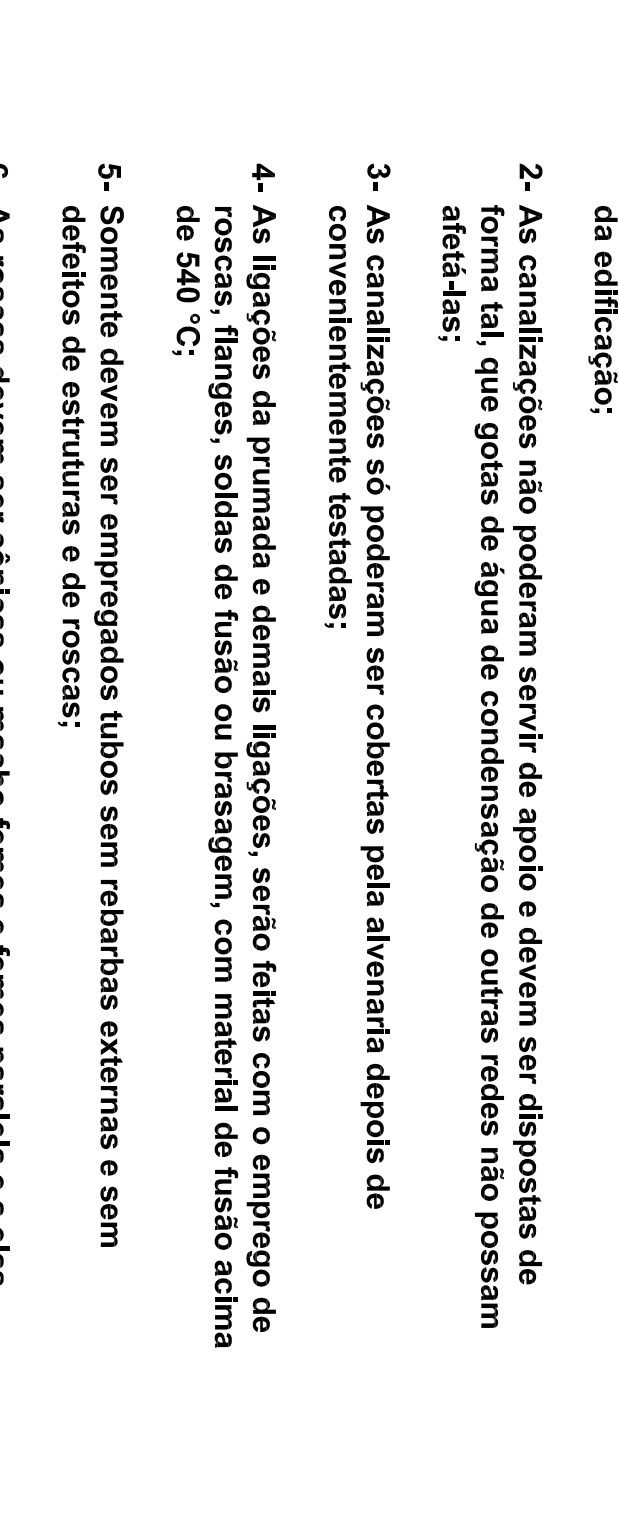 da edificação;
2- As canalizações não poderam servir de apoio e devem ser dispostas de
forma tal, que gotas de água de condensação de outras redes não possam
afetá-las;
3- As canalizações só poderam ser cobertas pela alvenaria depois de
convenientemente testadas;
4- As ligações da prumada e demais ligações, serão feitas com o emprego de
roscas, flanges, soldas de fusão ou brasagem, com material de fusão acima
de 540 °C;
5- Somente devem ser empregados tubos sem rebarbas externas e sem
defeitos de estruturas e de roscas;